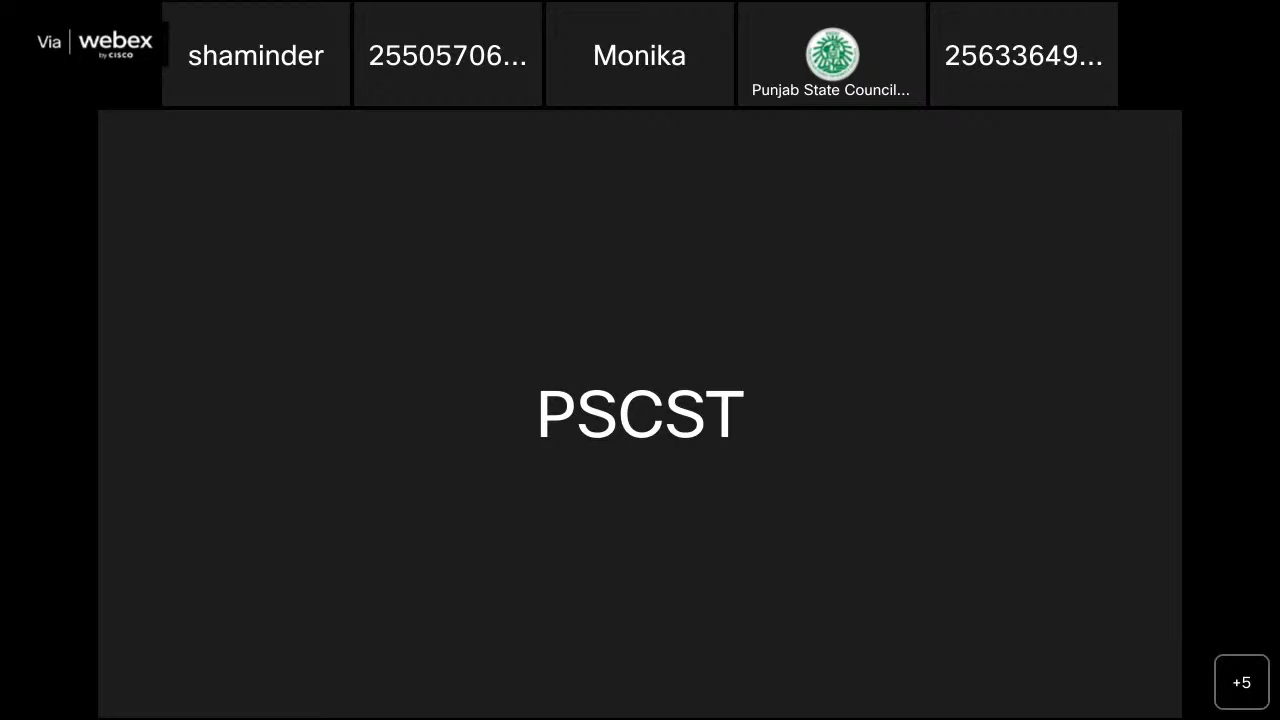 Via | webex
by CISCO
shaminder
25505706...
Monika
Punjab State Council...
25633649...
PSCST
+5